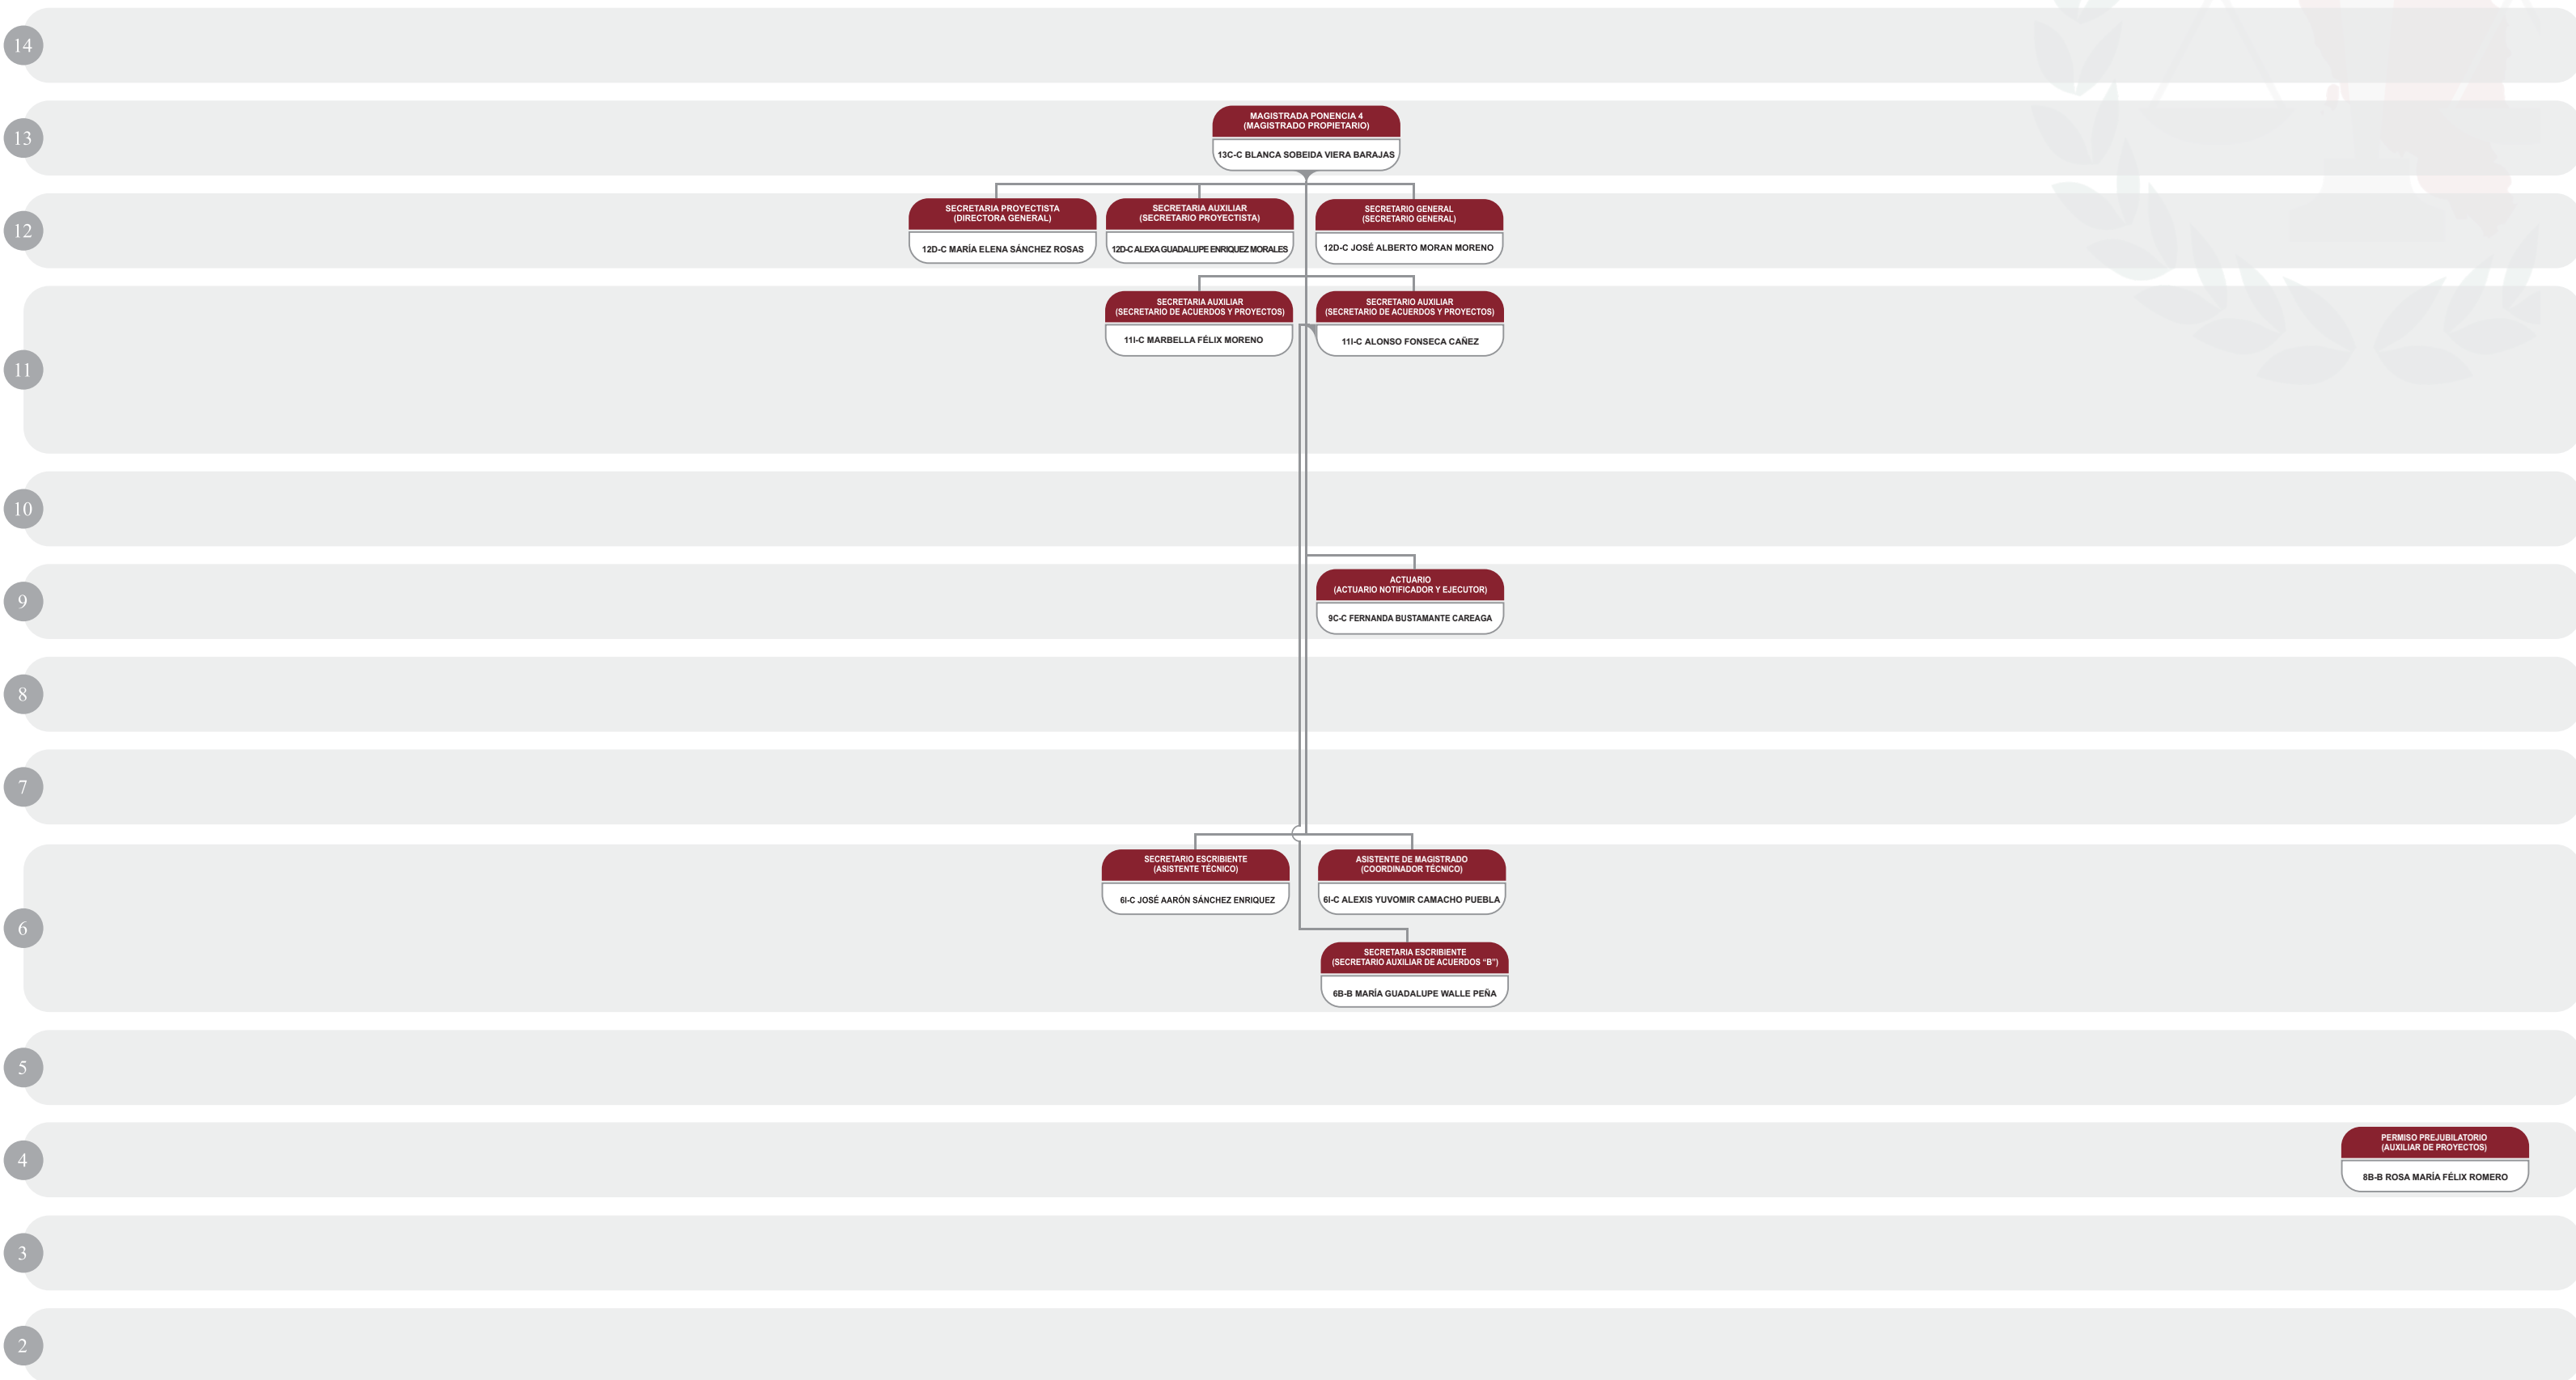 14
13
MAGISTRADA PONENCIA 4
(MAGISTRADO PROPIETARIO)
13C-C BLANCA SOBEIDA VIERA BARAJAS
12
SECRETARIA PROYECTISTA
(DIRECTORA GENERAL)
12D-C MARÍA ELENA SÁNCHEZ ROSAS
SECRETARIA AUXILIAR
(SECRETARIO PROYECTISTA)
12D-C ALEXA GUADALUPE ENRIQUEZ MORALES
SECRETARIO GENERAL
(SECRETARIO GENERAL)
12D-C JOSÉ ALBERTO MORAN MORENO
11
SECRETARIA AUXILIAR
(SECRETARIO DE ACUERDOS Y PROYECTOS)
11I-C MARBELLA FÉLIX MORENO
SECRETARIO AUXILIAR
(SECRETARIO DE ACUERDOS Y PROYECTOS)
11I-C ALONSO FONSECA CAÑEZ
10
9
ACTUARIO
(ACTUARIO NOTIFICADOR Y EJECUTOR)
9C-C FERNANDA BUSTAMANTE CAREAGA
8
7
6
SECRETARIO ESCRIBIENTE
(ASISTENTE TÉCNICO)
6I-C JOSÉ AARÓN SÁNCHEZ ENRIQUEZ
ASISTENTE DE MAGISTRADO
(COORDINADOR TÉCNICO)
6I-C ALEXIS YUVOMIR CAMACHO PUEBLA
SECRETARIA ESCRIBIENTE
(SECRETARIO AUXILIAR DE ACUERDOS “B”)
6B-B MARÍA GUADALUPE WALLE PEÑA
5
4
PERMISO PREJUBILATORIO
(AUXILIAR DE PROYECTOS)
8B-B ROSA MARÍA FÉLIX ROMERO
3
2